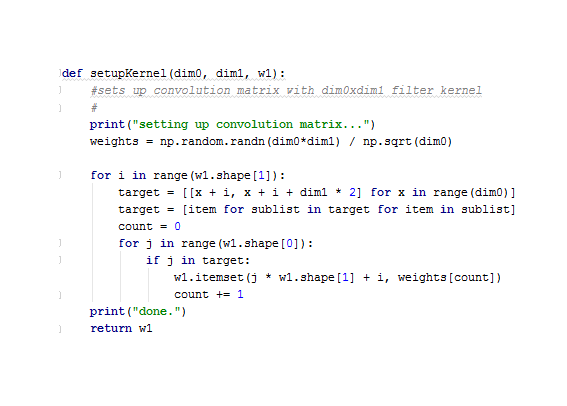 def setupKernel(dim0, dim1, w1):
    #sets up convolution matrix with dim0xdim1 filter kernel
    #
    print("setting up convolution matrix...")
    weights = np.random.randn(dim0*dim1) / np.sqrt(dim0)

    for i in range(w1.shape[1]):
        target = [[x + i, x + i + dim1 * 2] for x in range(dim0)]
        target = [item for sublist in target for item in sublist]
        count = 0
        for j in range(w1.shape[0]):
            if j in target:
                w1.itemset(j * w1.shape[1] + i, weights[count])
                count += 1
    print("done.")
    return w1